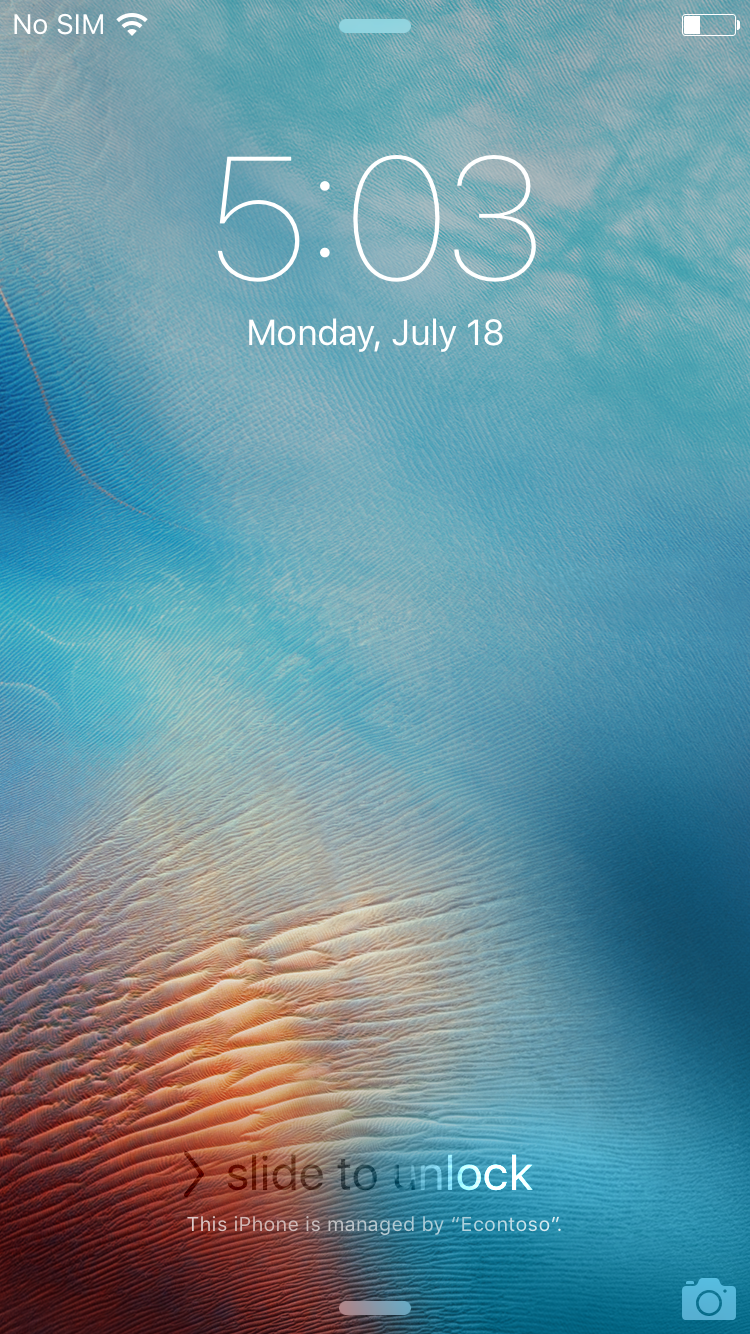 No SIM
5:03
Monday, July 18
> slide to unlock
This iPhone is managed by “Econtoso”.